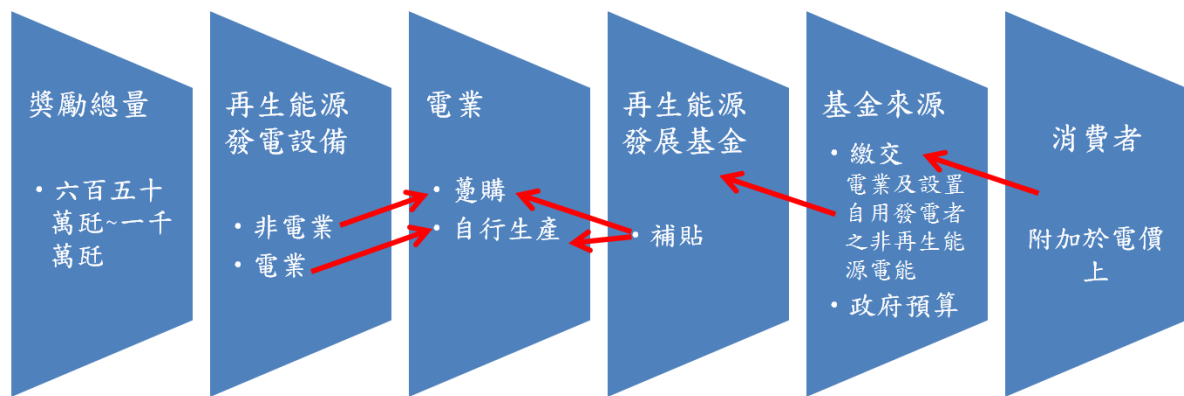 獎勵總量
• 六百五十
萬瓩~一千
萬瓩
再生能源
發電設備
• 非電業
• 電業
電業
• 躉購
• 自行生產
再生能源
發展基金
• 補貼
基金來源
• 繳交
電業及設置
自用發電者
之非再生能
源電能
• 政府預算
消費者
附加於電價
上